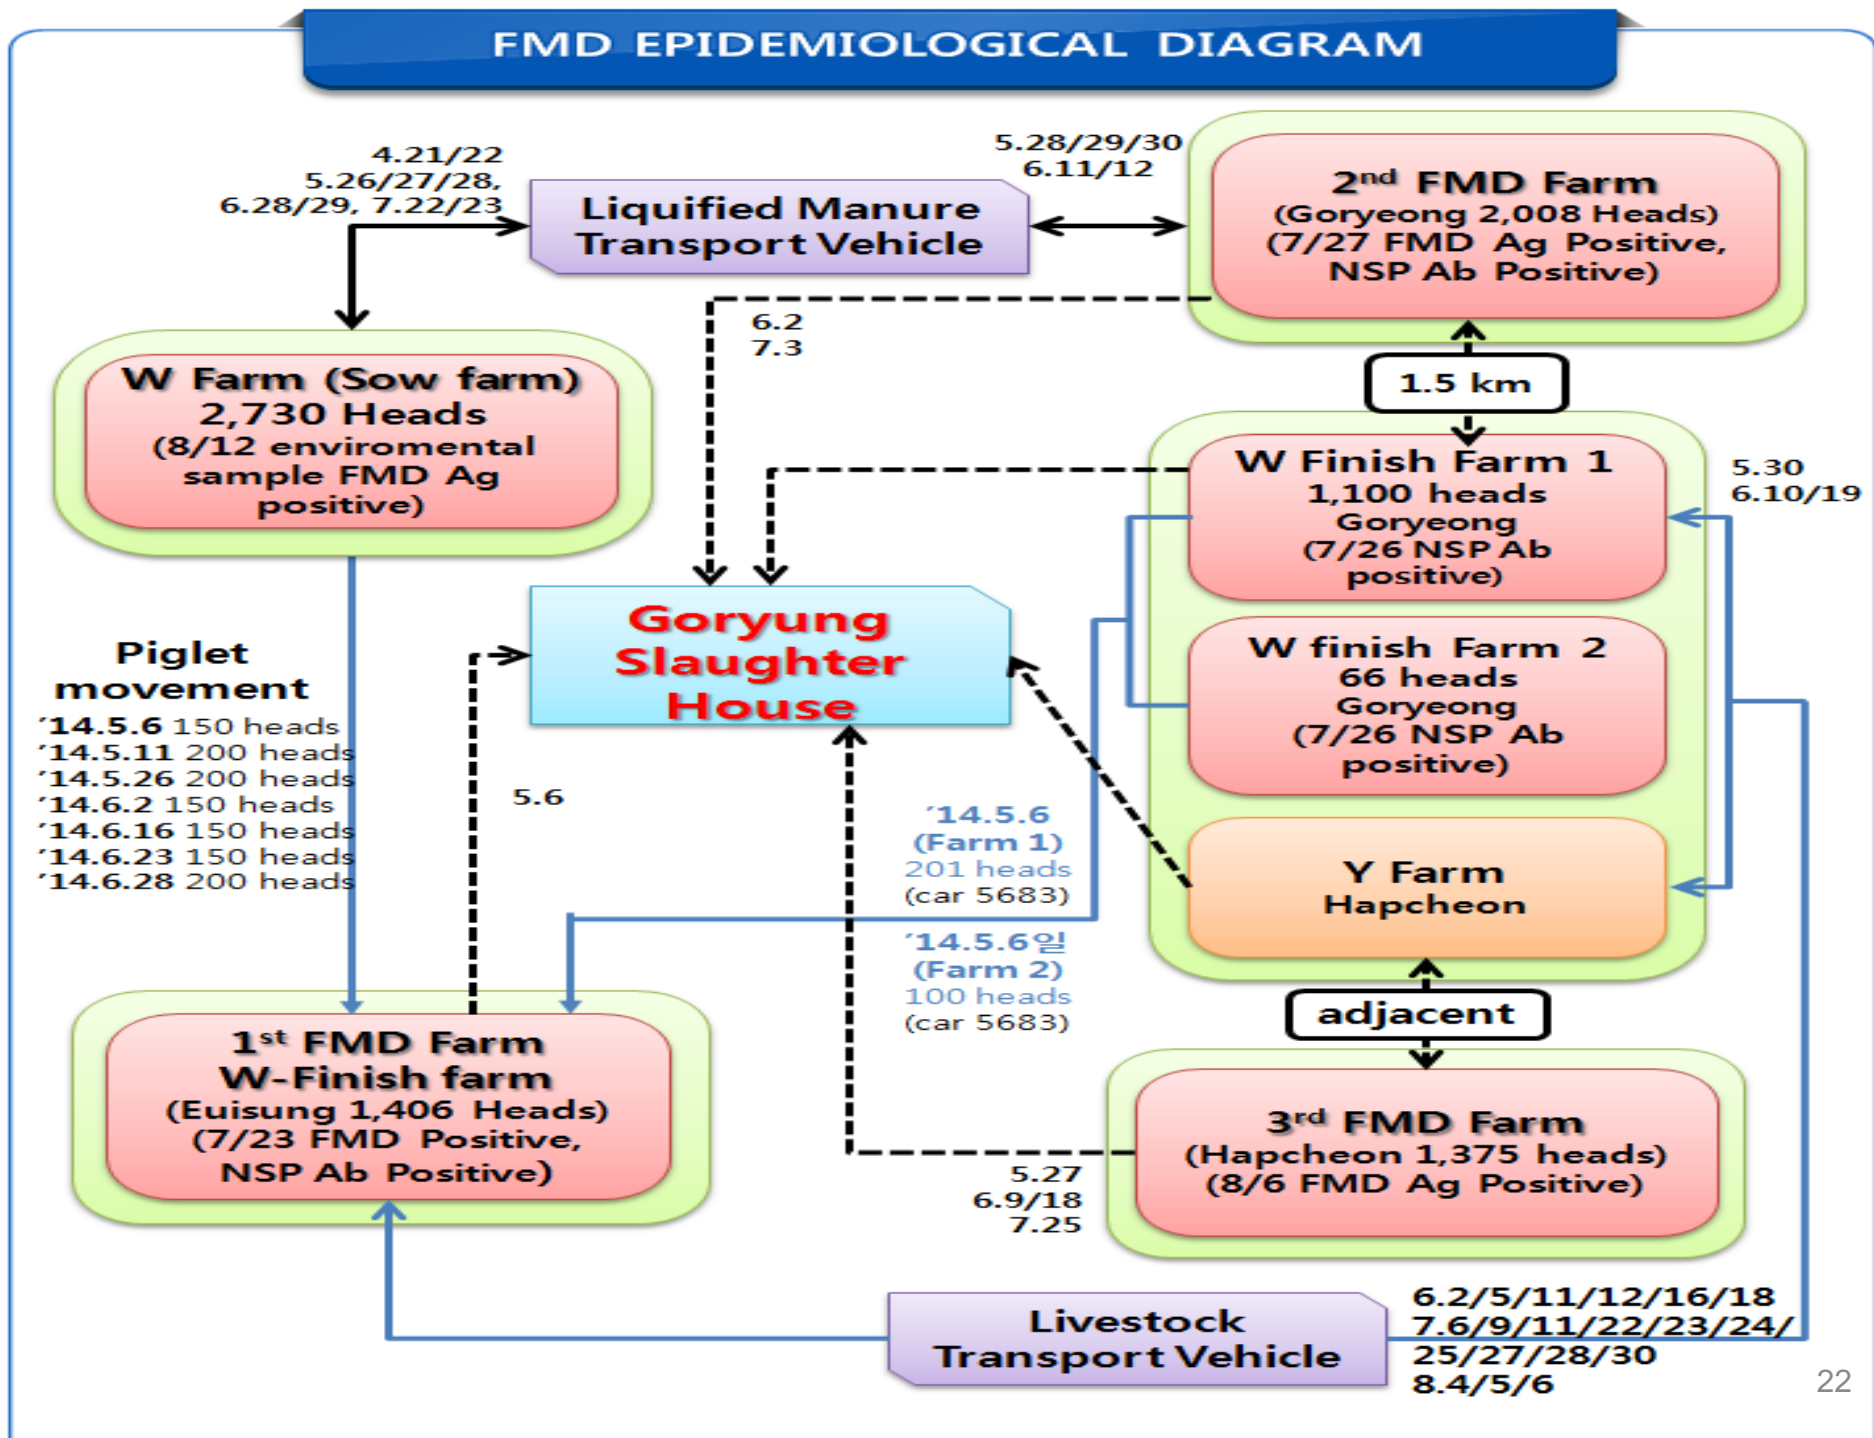 FMD EPIDEMIOLOGICAL DIAGRAM
4.21/22
5.26/27/28,
6.28/29, 7.22/23
Liquified Manure
Transport Vehicle
5.28/29/30
6.11/12
2nd FMD Farm
(Goryeong 2,008 Heads)
(7/27 FMD Ag Positive,
NSP Ab Positive)
6.2
7.3
1.5 km
W Farm (Sow farm)
2,730 Heads
(8/12 enviromental
sample FMD Ag
positive)
W Finish Farm 1
1,100 heads
Goryeong
(7/26 NSP Ab
positive)
5.30
6.10/19
Goryung
Slaughter
House
W finish Farm 2
66 heads
Goryeong
(7/26 NSP Ab
positive)
Piglet
movement
'14.5.6 150 heads
'14.5.11 200 heads
'14.5.26 200 heads
'14.6.2 150 heads
'14.6.16 150 heads
'14.6.23 150 heads
'14.6.28 200 heads
5.6
'14.5.6
(Farm 1)
201 heads
(car 5683)
'14.5.6일
(Farm 2)
100 heads
(car 5683)
Y Farm
Hapcheon
adjacent
1st FMD Farm
W-Finish farm
(Euisung 1,406 Heads)
(7/23 FMD Positive,
NSP Ab Positive)
3rd FMD Farm
(Hapcheon 1,375 heads)
(8/6 FMD Ag Positive)
5.27
6.9/18
7.25
Livestock
Transport Vehicle
6.2/5/11/12/16/18
7.6/9/11/22/23/24/
25/27/28/30
8.4/5/6
22